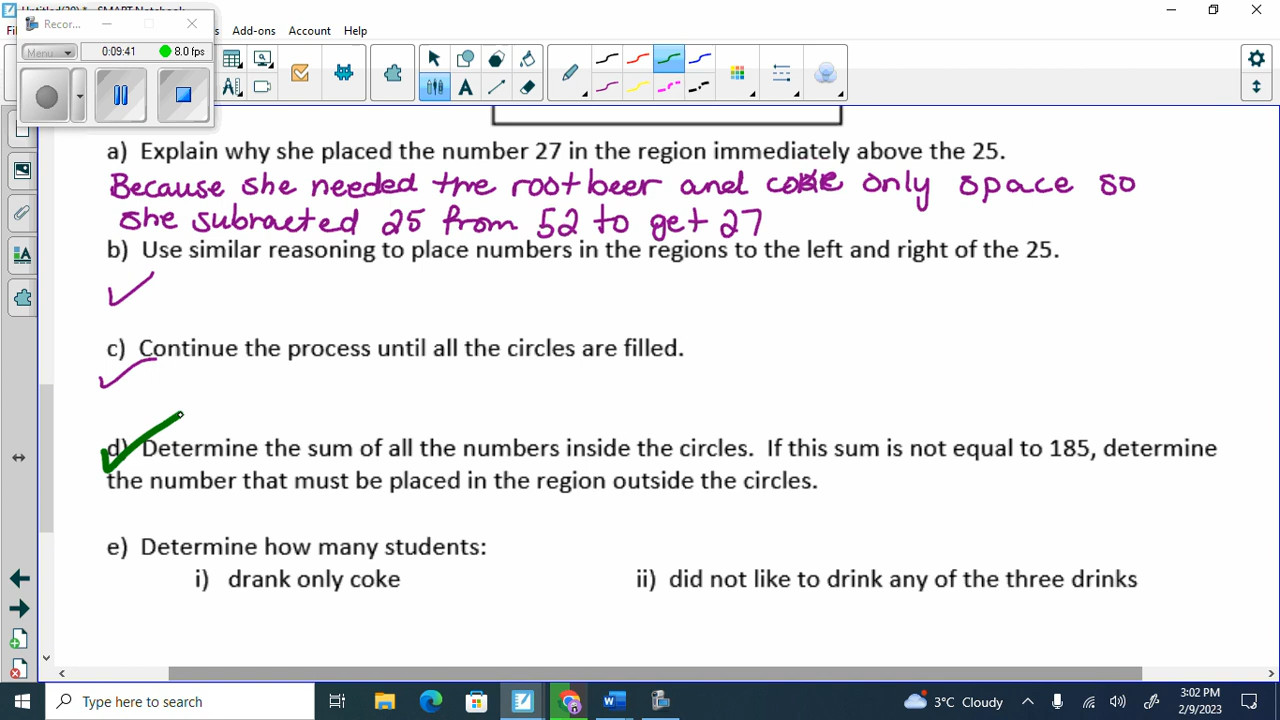 Recor...
Add-ons Account Help
Menu
0:09:41 8.0 fps
a) Explain why she placed the number 27 in the region immediately above the 25.
Because she needed the rootbeer and coke only space so
she subracted 25 from 52 to get 27
b) Use similar reasoning to place numbers in the regions to the left and right of the 25.
c) Continue the process until all the circles are filled.
d) Determine the sum of all the numbers inside the circles. If this sum is not equal to 185, determine
the number that must be placed in the region outside the circles.
e) Determine how many students:
i) drank only coke ii) did not like to drink any of the three drinks
Type here to search
3°C Cloudy
3:02 PM
2/9/2023